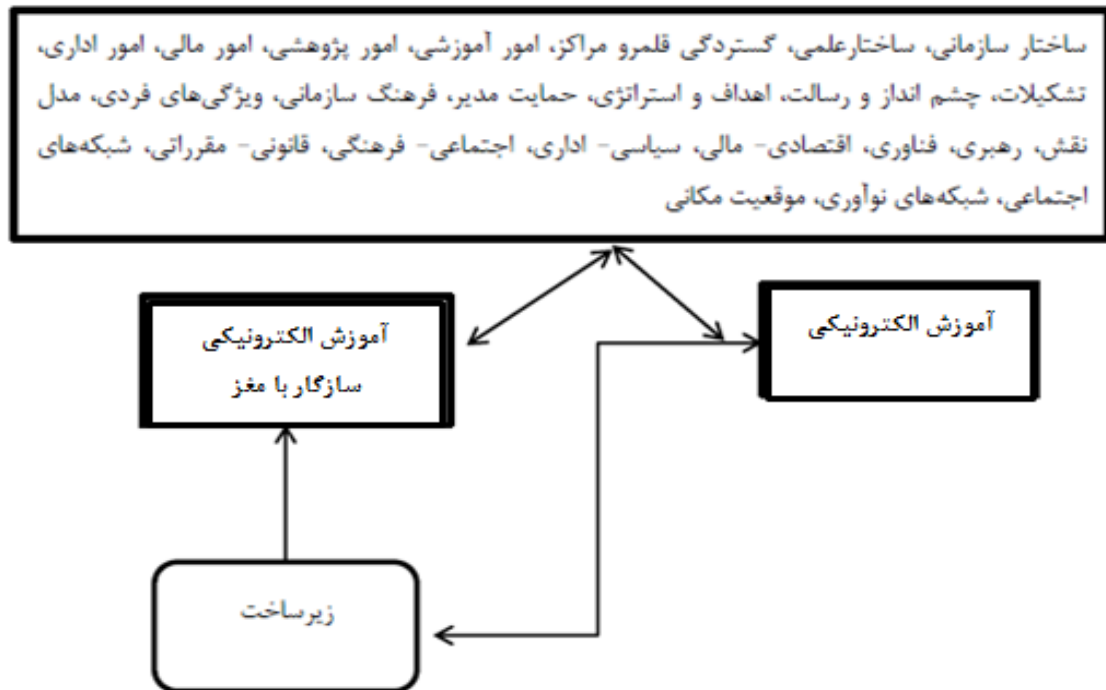 ساختار سازمانی، ساختارعلمی، گستردگی قلمرو مراکز، امور آموزشی، امور پژوهشی، امور مالی، امور اداری،
تشکیلات، چشم انداز و رسالت، اهداف و استراتژی، حمایت مدیر، فرهنگ سازمانی، ویژگی‌های فردی، مدل
نقش، رهبری، فناوری، اقتصادی- مالی، سیاسی- اداری، اجتماعی- فرهنگی، قانونی- مقرراتی، شبکه‌های
اجتماعی، شبکه‌های نوآوری، موقعیت مکانی
آموزش الکترونیکی
آموزش الکترونیکی
سازگار با مغز
زیرساخت